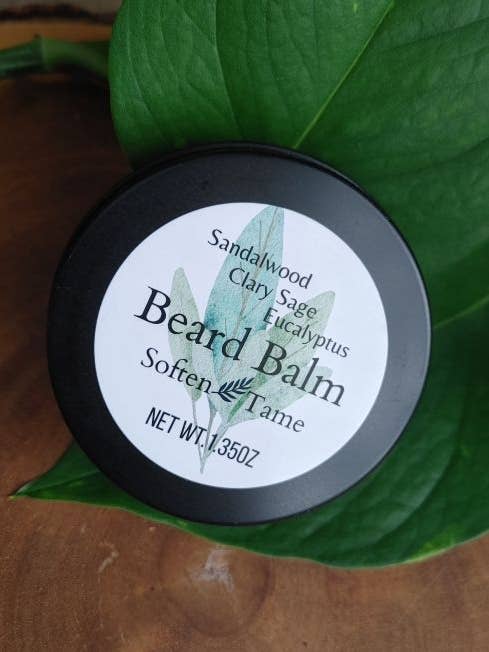 Sandalwood
Clary Sage
Eucalyptus
Beard Balm
Soften Tame
NET WT.1.35OZ